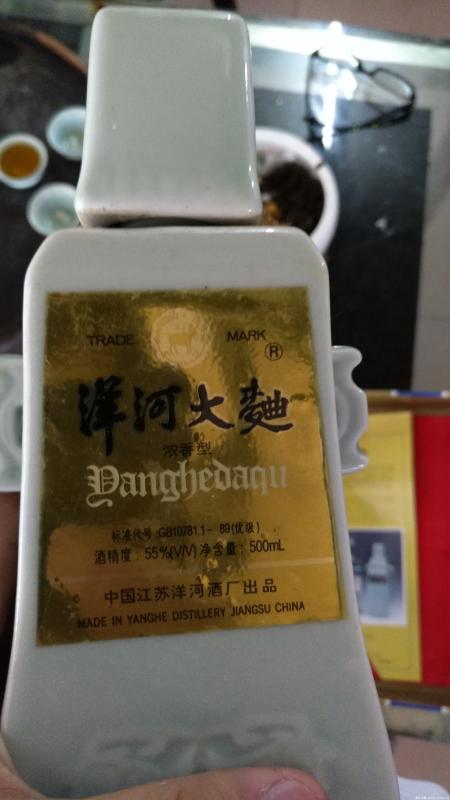 TRADE MARK ®
洋河大麯
浓香型
Yanghedaqu
标准代号:GB10781.1-89(优级)
酒精度:55%(V/V) 净含量:500mL
中国江苏洋河酒厂出品
MADE IN YANGHE DISTILLERY JIANGSU CHINA